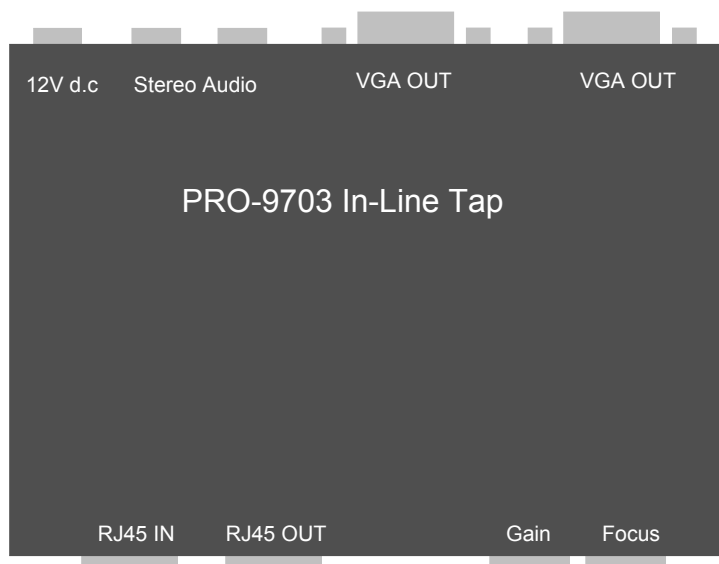 12V d.c Stereo Audio VGA OUT VGA OUT
PRO-9703 In-Line Tap
RJ45 IN RJ45 OUT Gain Focus